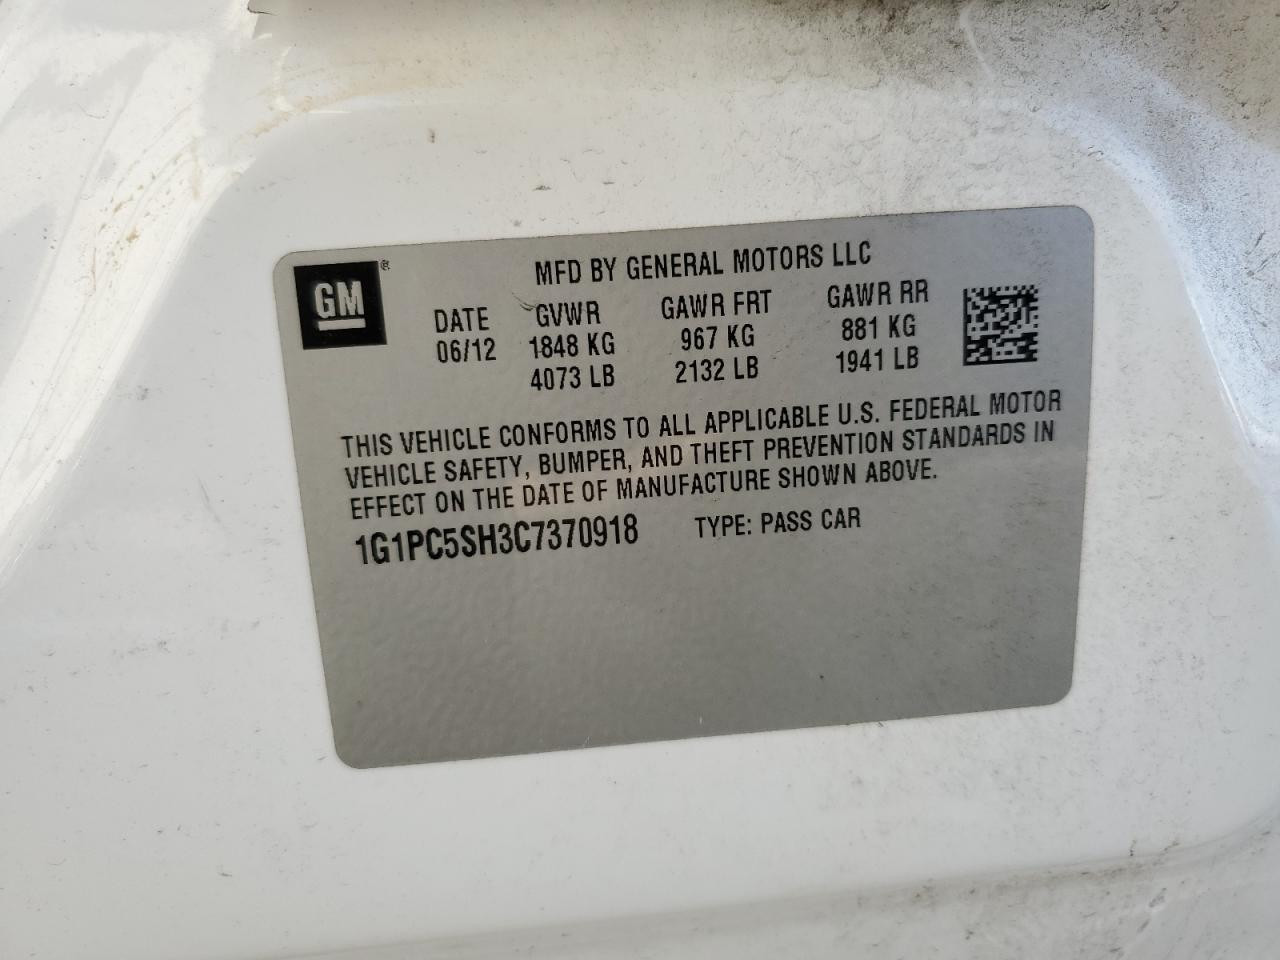 GM®
MFD BY GENERAL MOTORS LLC
DATE GVWR GAWR FRT GAWR RR
06/12 1848 KG 967 KG 881 KG
4073 LB 2132 LB 1941 LB
THIS VEHICLE CONFORMS TO ALL APPLICABLE U.S. FEDERAL MOTOR
VEHICLE SAFETY, BUMPER, AND THEFT PREVENTION STANDARDS IN
EFFECT ON THE DATE OF MANUFACTURE SHOWN ABOVE.
1G1PC5SH3C7370918 TYPE: PASS CAR